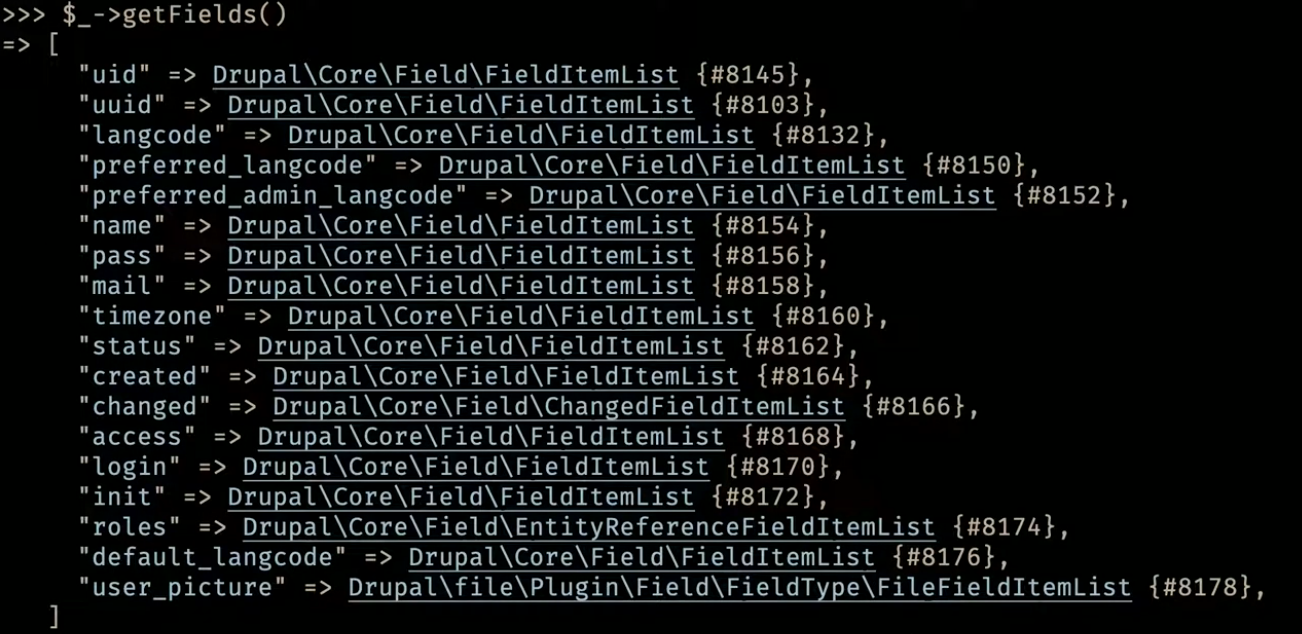 >>> $_->getFields()
=> [
"uid" => Drupal\Core\Field\FieldItemList {#8145},
"uuid" => Drupal\Core\Field\FieldItemList {#8103},
"langcode" => Drupal\Core\Field\FieldItemList {#8132},
"preferred_langcode" => Drupal\Core\Field\FieldItemList {#8150},
"preferred_admin_langcode" => Drupal\Core\Field\FieldItemList {#8152},
"name" => Drupal\Core\Field\FieldItemList {#8154},
"pass" => Drupal\Core\Field\FieldItemList {#8156},
"mail" => Drupal\Core\Field\FieldItemList {#8158},
"timezone" => Drupal\Core\Field\FieldItemList {#8160},
"status" => Drupal\Core\Field\FieldItemList {#8162},
"created" => Drupal\Core\Field\FieldItemList {#8164},
"changed" => Drupal\Core\Field\ChangedFieldItemList {#8166},
"access" => Drupal\Core\Field\FieldItemList {#8168},
"login" => Drupal\Core\Field\FieldItemList {#8170},
"init" => Drupal\Core\Field\FieldItemList {#8172},
"roles" => Drupal\Core\Field\EntityReferenceFieldItemList {#8174},
"default_langcode" => Drupal\Core\Field\FieldItemList {#8176},
"user_picture" => Drupal\file\Plugin\Field\FieldType\FileFieldItemList {#8178},
]